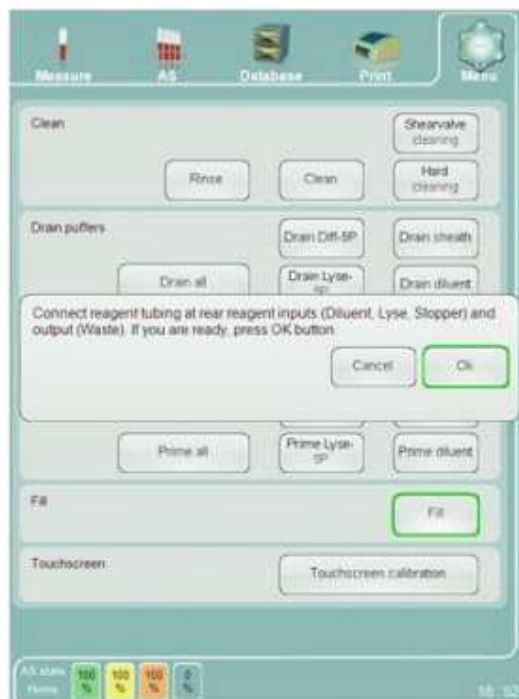 Measure AS Database Print Menu
Clean
Shearvalve
cleaning
Rinse Clean Hard
cleaning
Drain puffers
Drain Diff-5P Drain sheath
Drain all Drain Lyse- Drain diluent
5P
Connect reagent tubing at rear reagent inputs (Diluent, Lyse, Stopper) and
output (Waste). If you are ready, press OK button
Cancel Ok
Prime all Prime Lyse- Prime diluent
5P
Fill
Fill
Touchscreen
Touchscreen calibration
AS state 100 100 100 0
% % % %